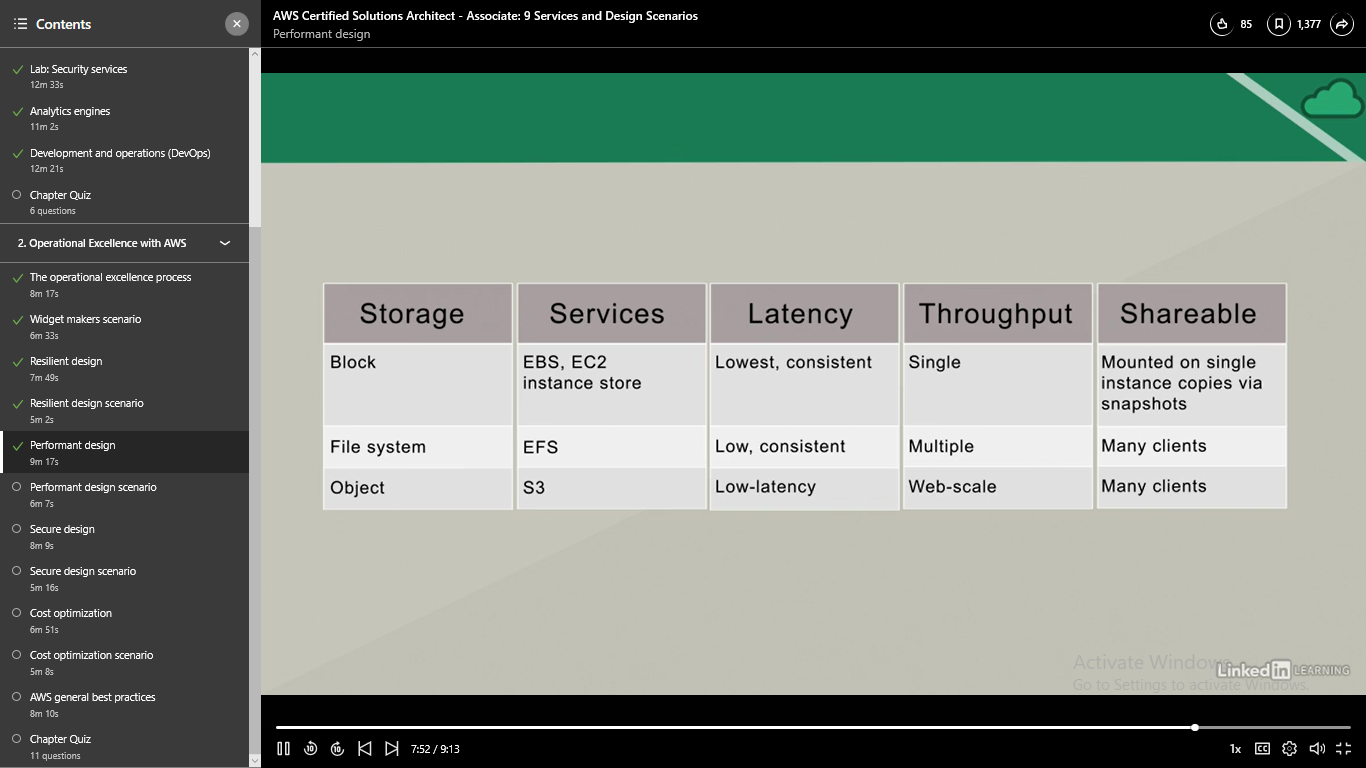 Contents
Lab: Security services
12m 33s
Analytics engines
11m 2s
Development and operations (DevOps)
12m 21s
Chapter Quiz
6 questions
2. Operational Excellence with AWS
The operational excellence process
8m 17s
Widget makers scenario
6m 33s
Resilient design
7m 49s
Resilient design scenario
5m 2s
Performant design
9m 17s
Performant design scenario
6m 7s
Secure design
8m 9s
Secure design scenario
5m 16s
Cost optimization
6m 51s
Cost optimization scenario
5m 8s
AWS general best practices
8m 10s
Chapter Quiz
11 questions
AWS Certified Solutions Architect - Associate: 9 Services and Design Scenarios
Performant design
85
1,377
Storage Services Latency Throughput Shareable
Block EBS, EC2 Lowest, consistent Single Mounted on single
instance store instance copies via
snapshots
File system EFS Low, consistent Multiple Many clients
Object S3 Low-latency Web-scale Many clients
Activate Windows
Go to Settings to activate Windows.
Linked in LEARNING
10 10 7:52 / 9:13 1x CC